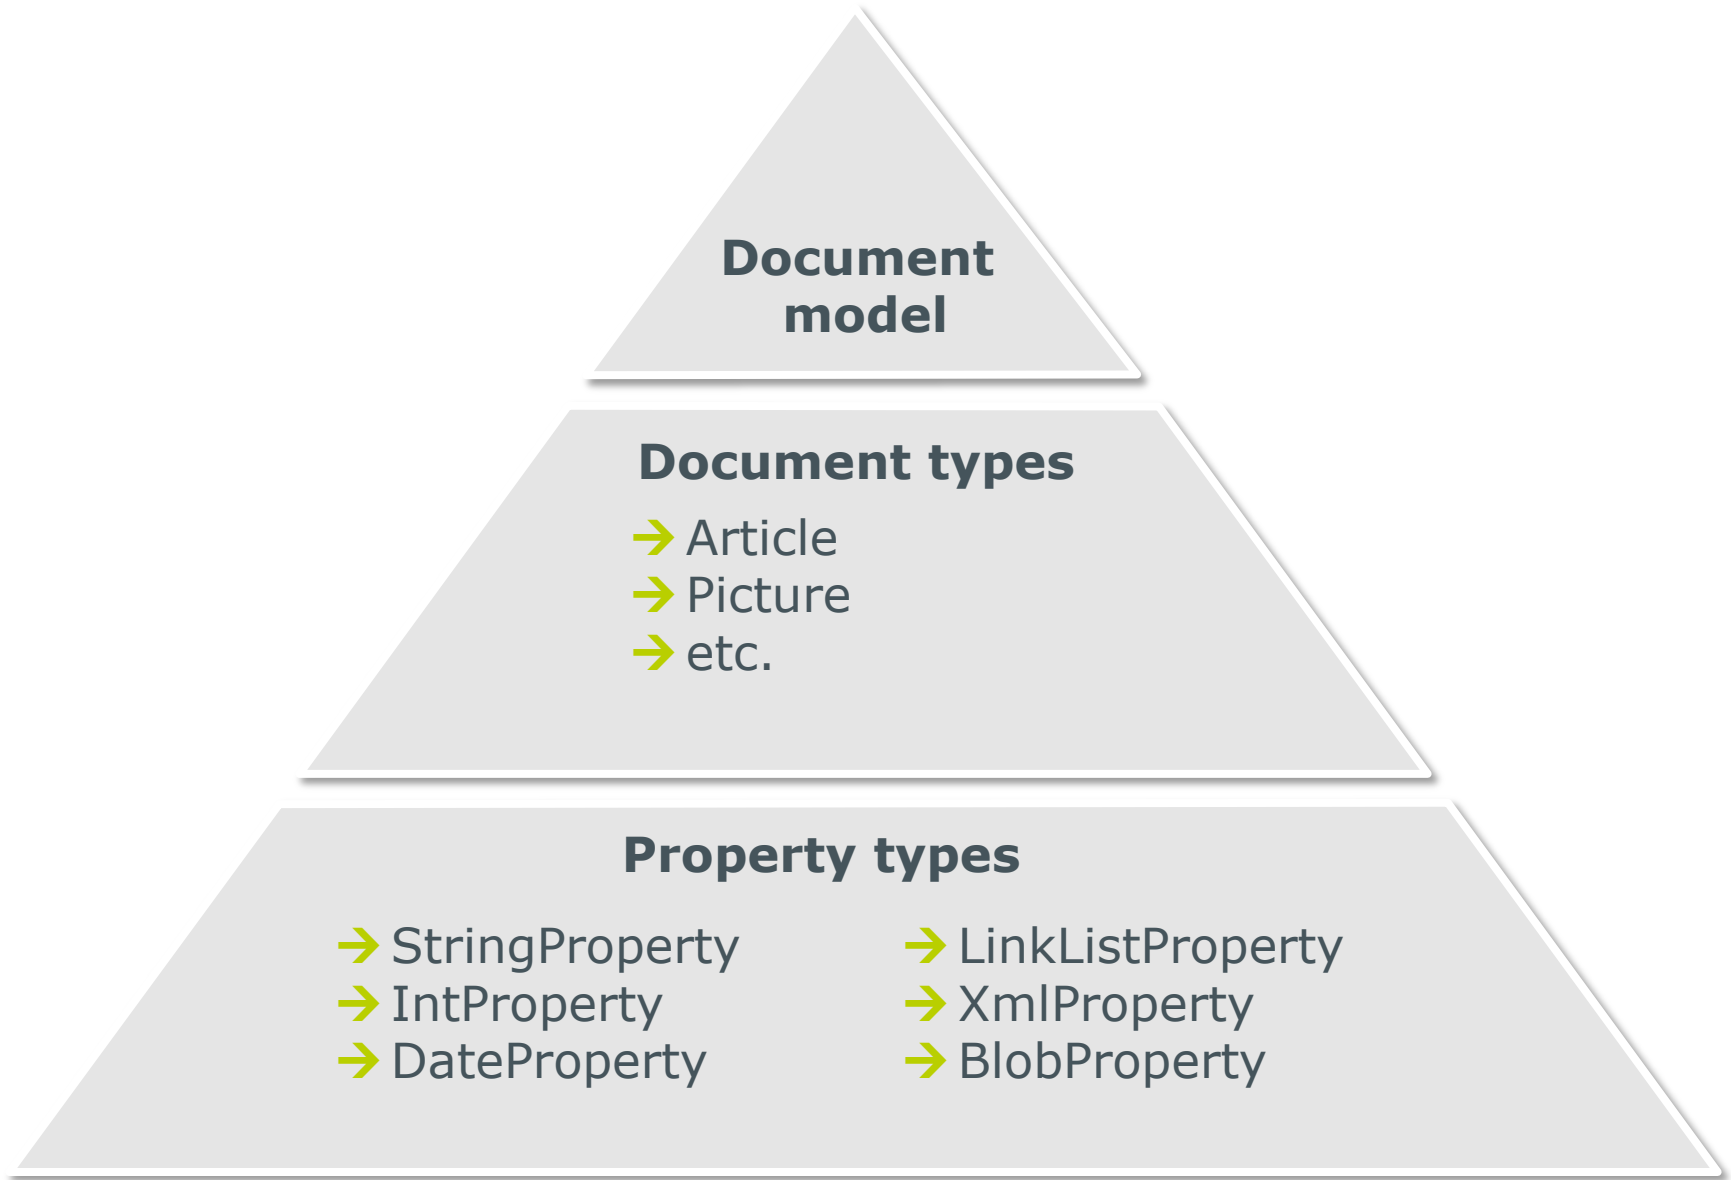 Document
model
Document types
Article
Picture
etc.
Property types
StringProperty
IntProperty
DateProperty
LinkListProperty
XmlProperty
BlobProperty